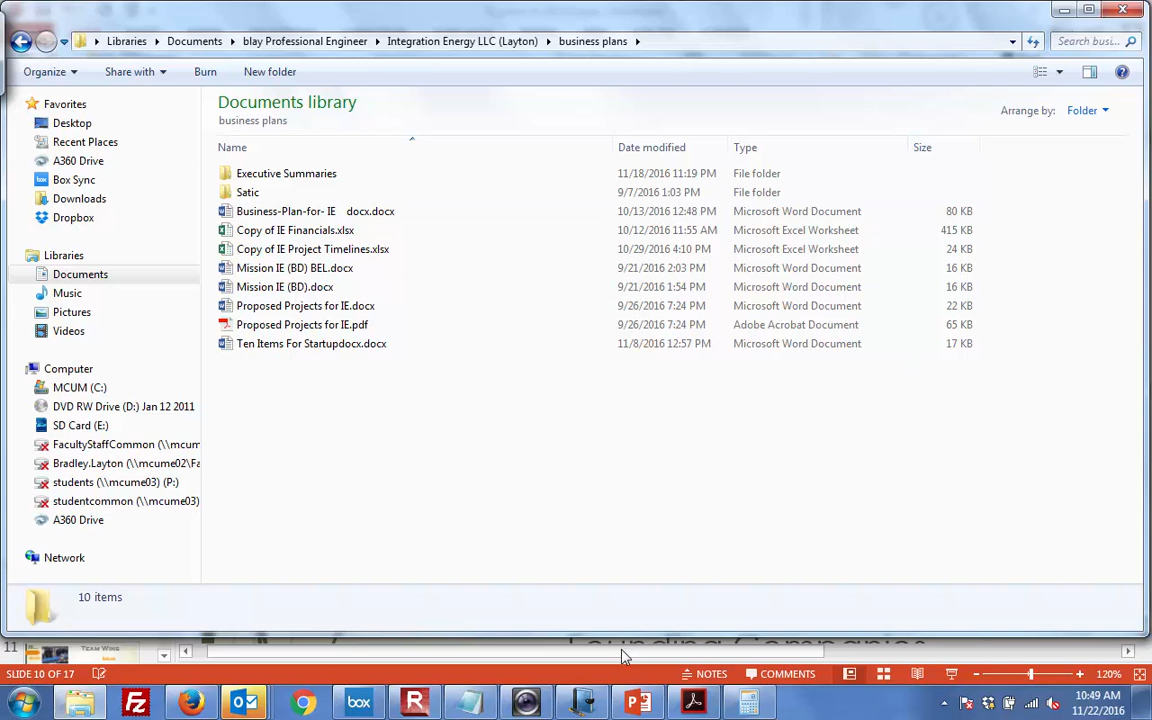 Libraries Documents blay Professional Engineer Integration Energy LLC (Layton) business plans
Search busi...
Organize Share with Burn New folder
Documents library
business plans
Arrange by: Folder
Name Date modified Type Size
Executive Summaries 11/18/2016 11:19 PM File folder
Satic 9/7/2016 1:03 PM File folder
Business-Plan-for- IE docx.docx 10/13/2016 12:48 PM Microsoft Word Document 80 KB
Copy of IE Financials.xlsx 10/12/2016 11:55 AM Microsoft Excel Worksheet 415 KB
Copy of IE Project Timelines.xlsx 10/29/2016 4:10 PM Microsoft Excel Worksheet 24 KB
Mission IE (BD) BEL.docx 9/21/2016 2:03 PM Microsoft Word Document 16 KB
Mission IE (BD).docx 9/21/2016 1:54 PM Microsoft Word Document 16 KB
Proposed Projects for IE.docx 9/26/2016 7:24 PM Microsoft Word Document 22 KB
Proposed Projects for IE.pdf 9/26/2016 7:24 PM Adobe Acrobat Document 65 KB
Ten Items For Startupdocx.docx 11/8/2016 12:57 PM Microsoft Word Document 17 KB
Favorites
Desktop
Recent Places
A360 Drive
Box Sync
Downloads
Dropbox
Libraries
Documents
Music
Pictures
Videos
Computer
MCUM (C:)
DVD RW Drive (D:) Jan 12 2011
SD Card (E:)
FacultyStaffCommon (\\mcum
Bradley.Layton (\\mcume02\Fa
students (\\mcume03) (P:)
studentcommon (\\mcume03)
A360 Drive
Network
10 items
11
TEAM WING
Founding Companies
SLIDE 10 OF 17
NOTES COMMENTS 120%
box
10:49 AM
11/22/2016